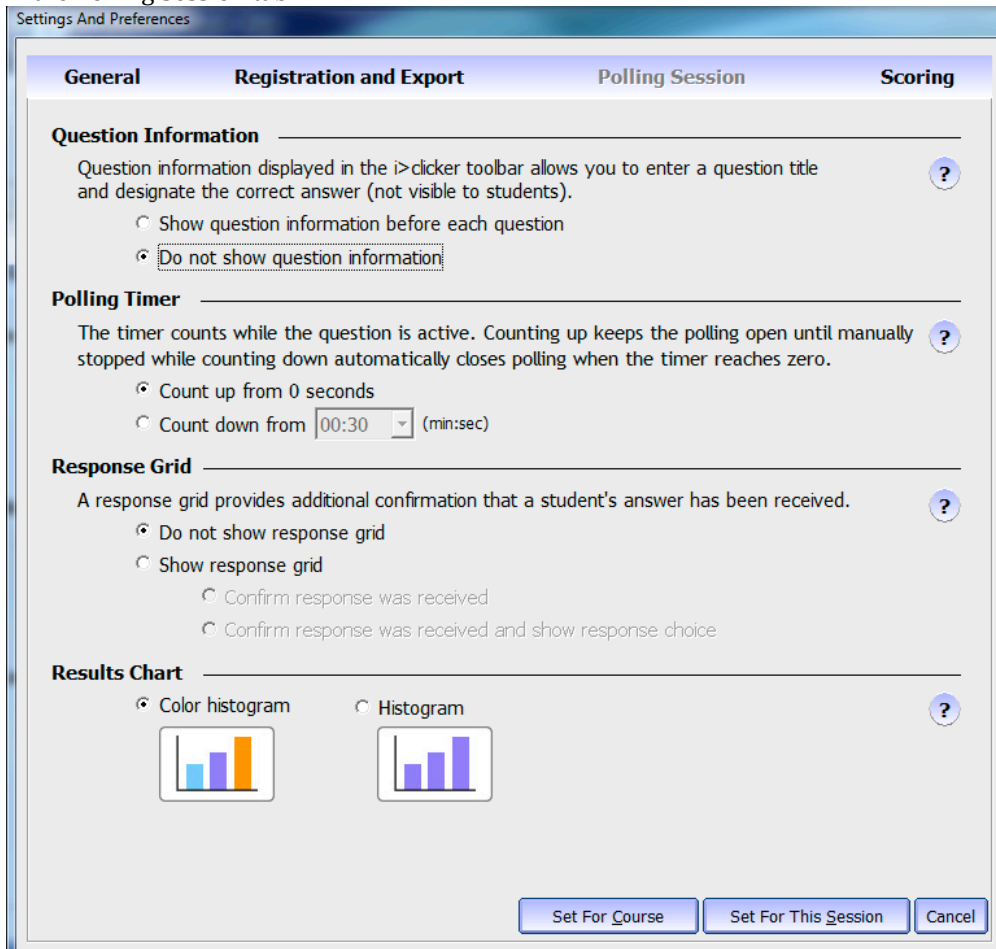 Settings And Preferences
General Registration and Export Polling Session Scoring
Question Information
Question information displayed in the i>clicker toolbar allows you to enter a question title
and designate the correct answer (not visible to students).
?
Show question information before each question
Do not show question information
Polling Timer
The timer counts while the question is active. Counting up keeps the polling open until manually
stopped while counting down automatically closes polling when the timer reaches zero.
?
Count up from 0 seconds
Count down from 00:30 (min:sec)
Response Grid
A response grid provides additional confirmation that a student's answer has been received.
?
Do not show response grid
Show response grid
Confirm response was received
Confirm response was received and show response choice
Results Chart
Color histogram Histogram
?
Set For Course Set For This Session Cancel